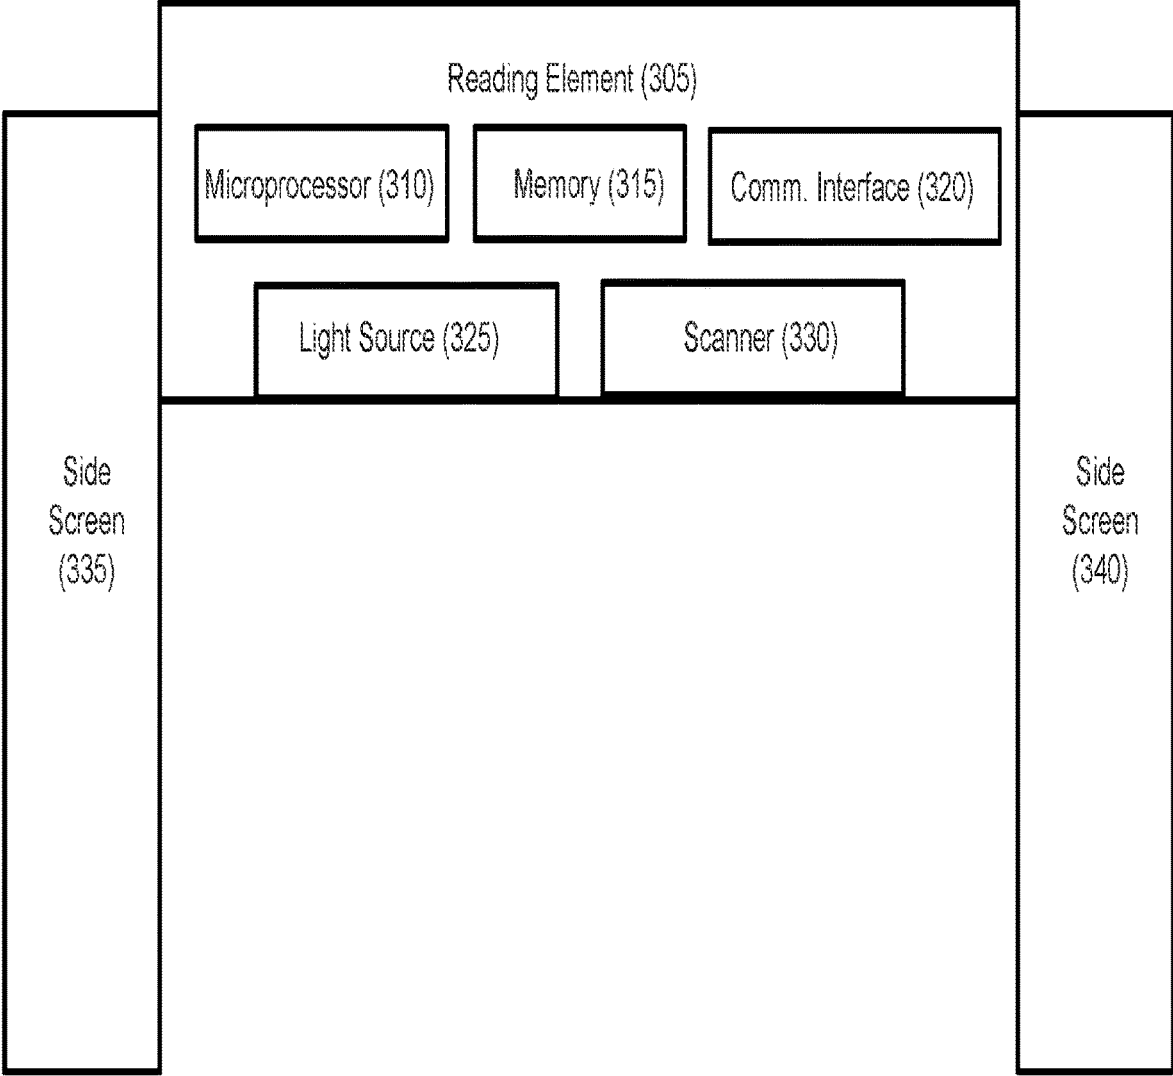 Reading Element (305)
Microprocessor (310)
Memory (315)
Comm. Interface (320)
Light Source (325)
Scanner (330)
Side
Screen
(335)
Side
Screen
(340)